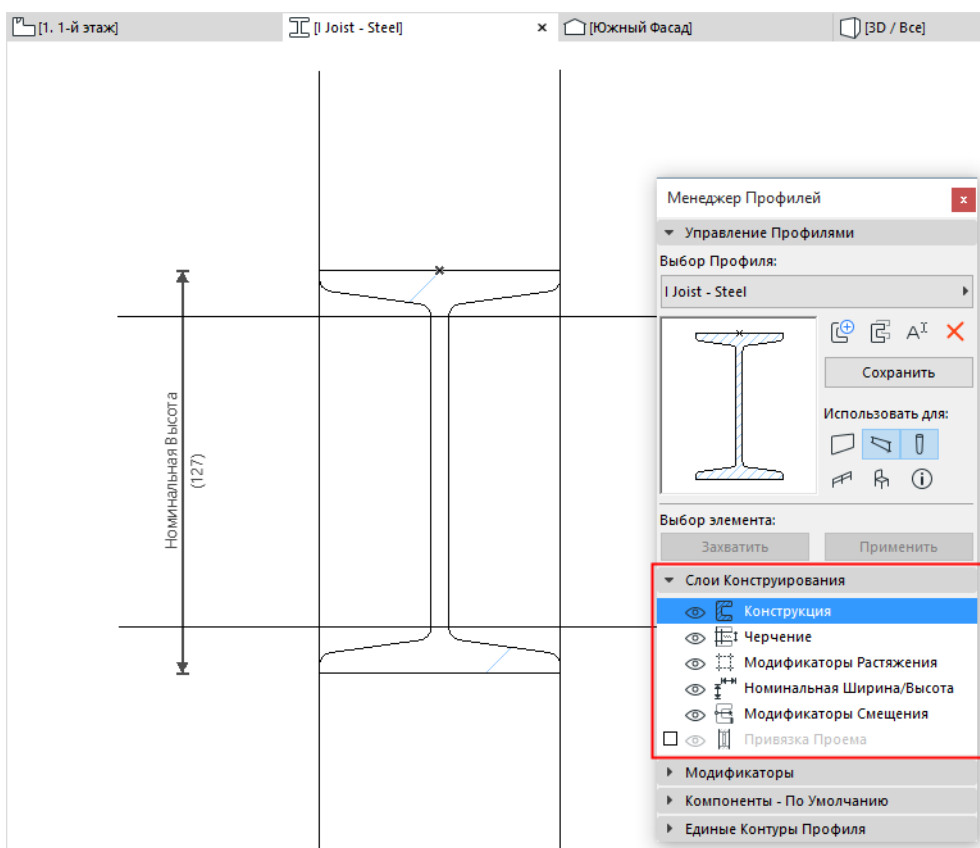 [1. 1-й этаж]
[I Joist - Steel]
[Южный Фасад]
[3D / Все]
Номинальная Высота
(127)
Менеджер Профилей
Управление Профилями
Выбор Профиля:
I Joist - Steel
Сохранить
Использовать для:
Выбор элемента:
Захватить
Применить
Слои Конструирования
Конструкция
Черчение
Модификаторы Растяжения
Номинальная Ширина/Высота
Модификаторы Смещения
Привязка Проема
Модификаторы
Компоненты - По Умолчанию
Единые Контуры Профиля